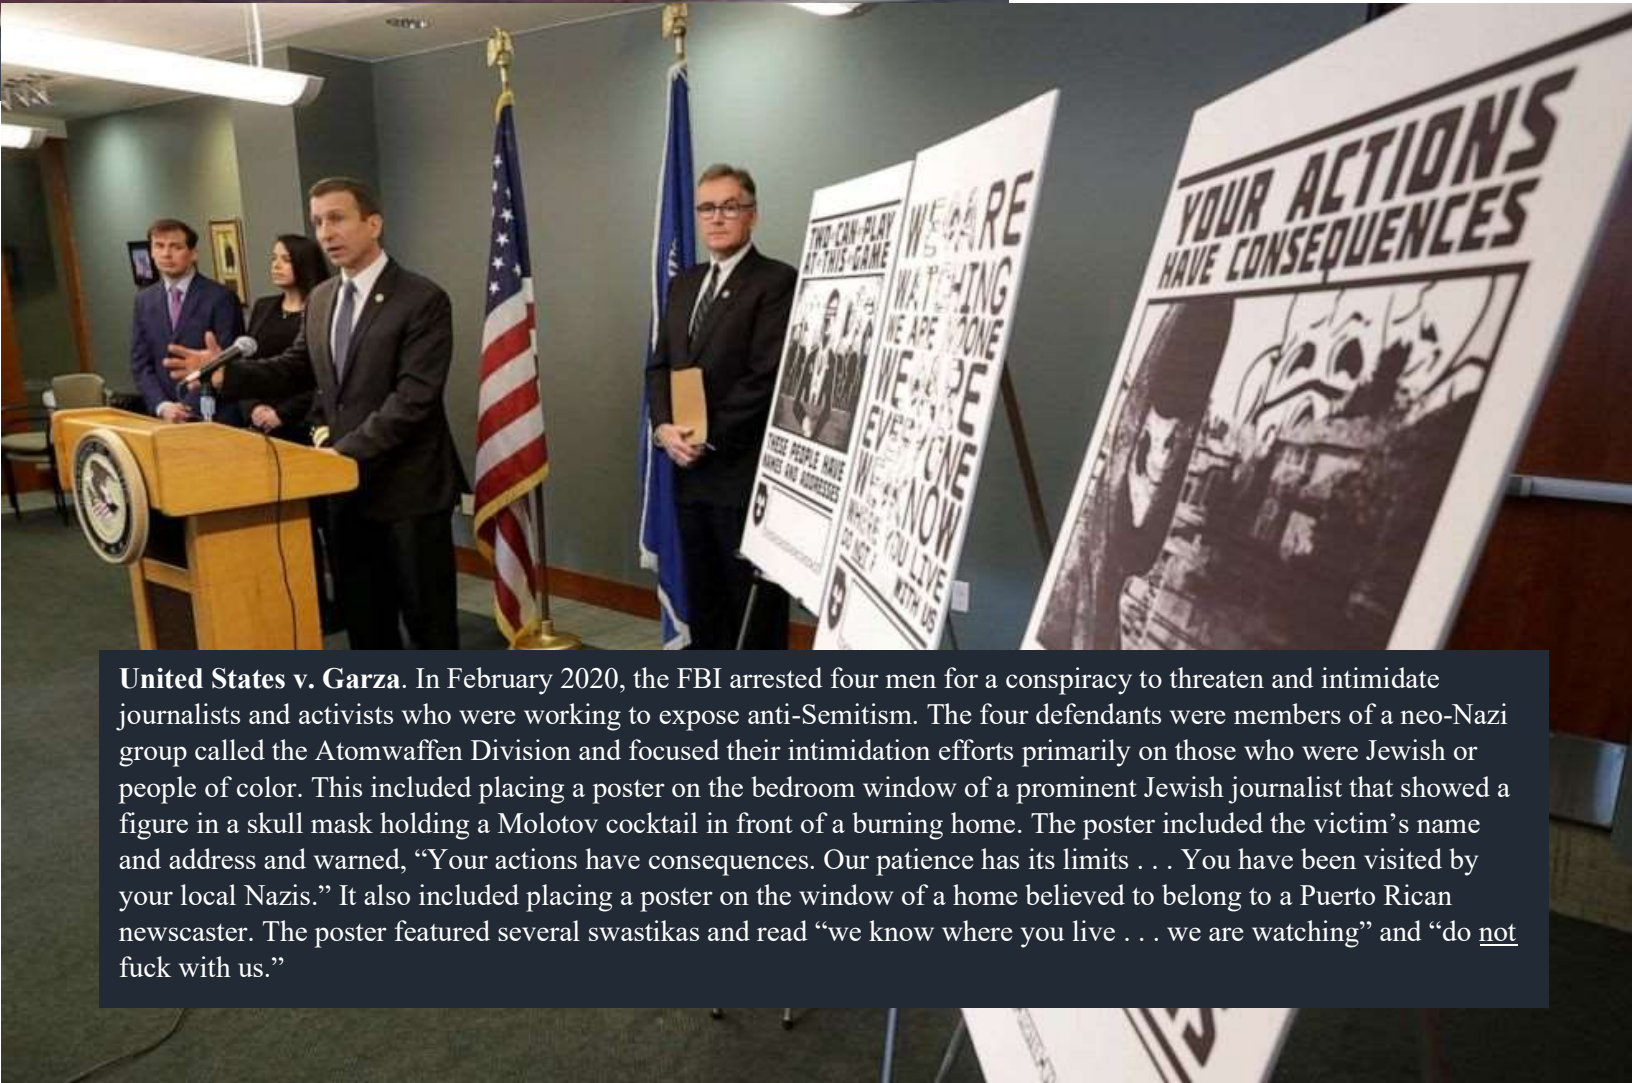 TWO-CAN-PLAY
AT-THIS-GAME
THESE PEOPLE HAVE
NAMES AND ADDRESSES
WE ARE
WATCHING
WE ARE
WE ARE
EVERYONE
WE KNOW
WHERE YOU LIVE
DO NOT
WITH US
YOUR ACTIONS
HAVE CONSEQUENCES
United States v. Garza. In February 2020, the FBI arrested four men for a conspiracy to threaten and intimidate
journalists and activists who were working to expose anti-Semitism. The four defendants were members of a neo-Nazi
group called the Atomwaffen Division and focused their intimidation efforts primarily on those who were Jewish or
people of color. This included placing a poster on the bedroom window of a prominent Jewish journalist that showed a
figure in a skull mask holding a Molotov cocktail in front of a burning home. The poster included the victim’s name
and address and warned, “Your actions have consequences. Our patience has its limits . . . You have been visited by
your local Nazis.” It also included placing a poster on the window of a home believed to belong to a Puerto Rican
newscaster. The poster featured several swastikas and read “we know where you live . . . we are watching” and “do not
fuck with us.”